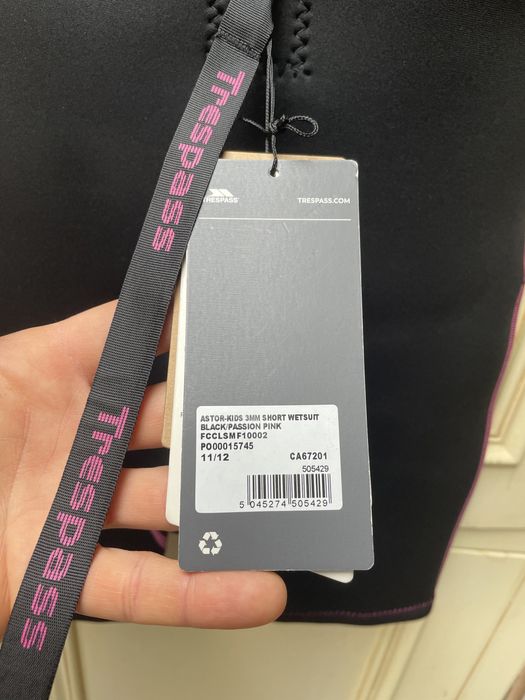 Trespass
TRESPASS
TRESPASS.COM
ASTOR-KIDS 3MM SHORT WETSUIT
BLACK/PASSION PINK
FCCLSMF10002
PO00015745
11/12 CA67201
505429
5 045274 505429
Trespass